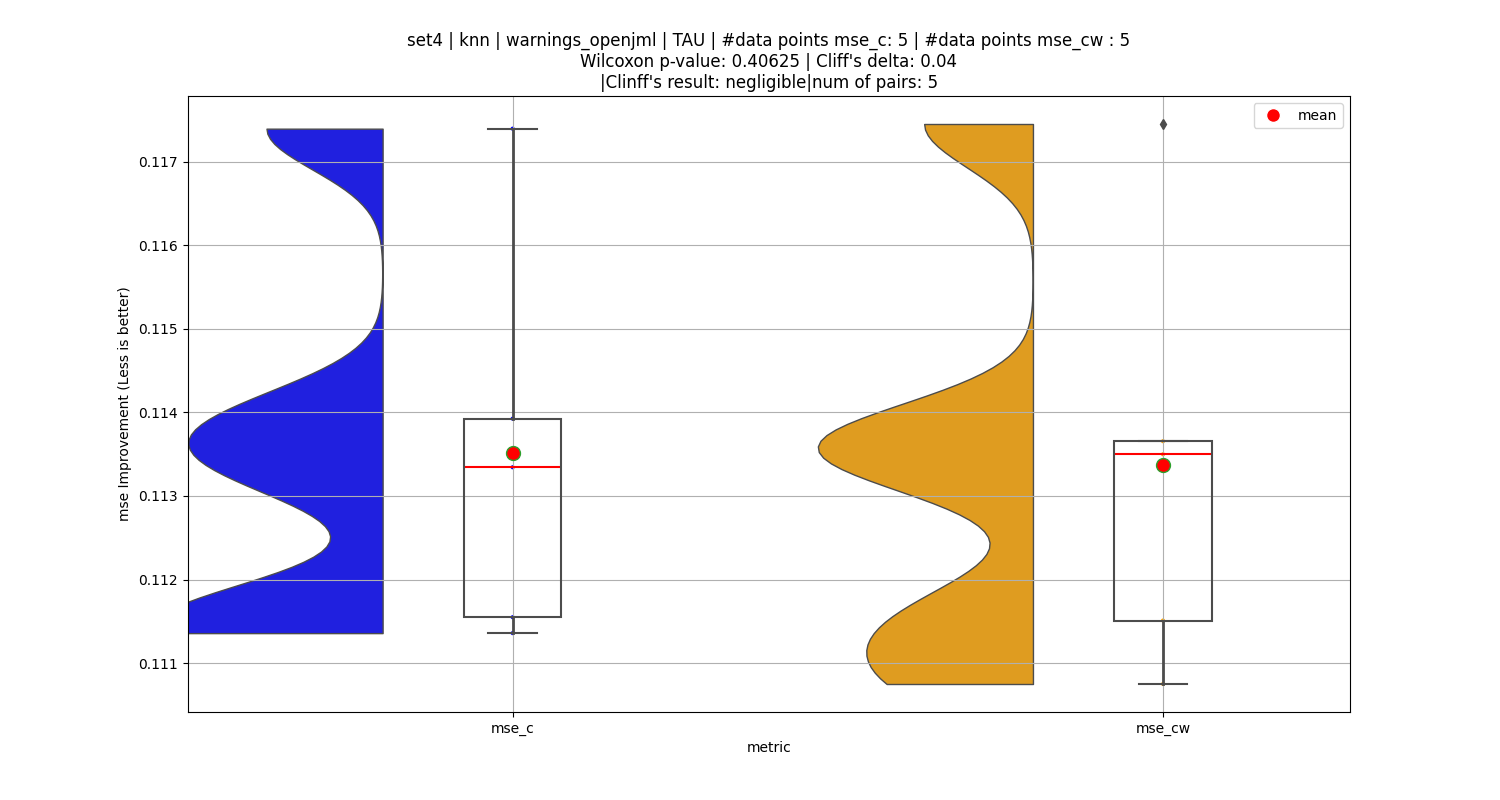 set4 | knn | warnings_openjml | TAU | #data points mse_c: 5 | #data points mse_cw : 5
Wilcoxon p-value: 0.40625 | Cliff's delta: 0.04
|Clinff's result: negligible|num of pairs: 5
mean
0.117
0.116
0.115
0.114
0.113
0.112
0.111
mse Improvement (Less is better)
mse_c
mse_cw
metric